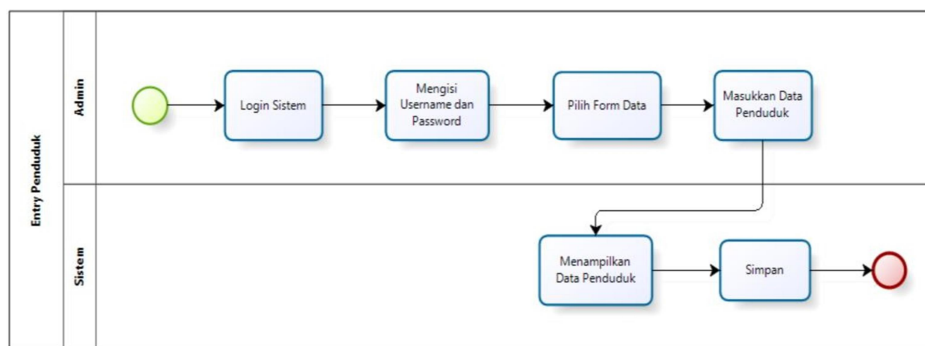 Entry Penduduk
Admin
Login Sistem
Mengisi
Username dan
Password
Pilih Form Data
Masukkan Data
Penduduk
Sistem
Menampilkan
Data Penduduk
Simpan